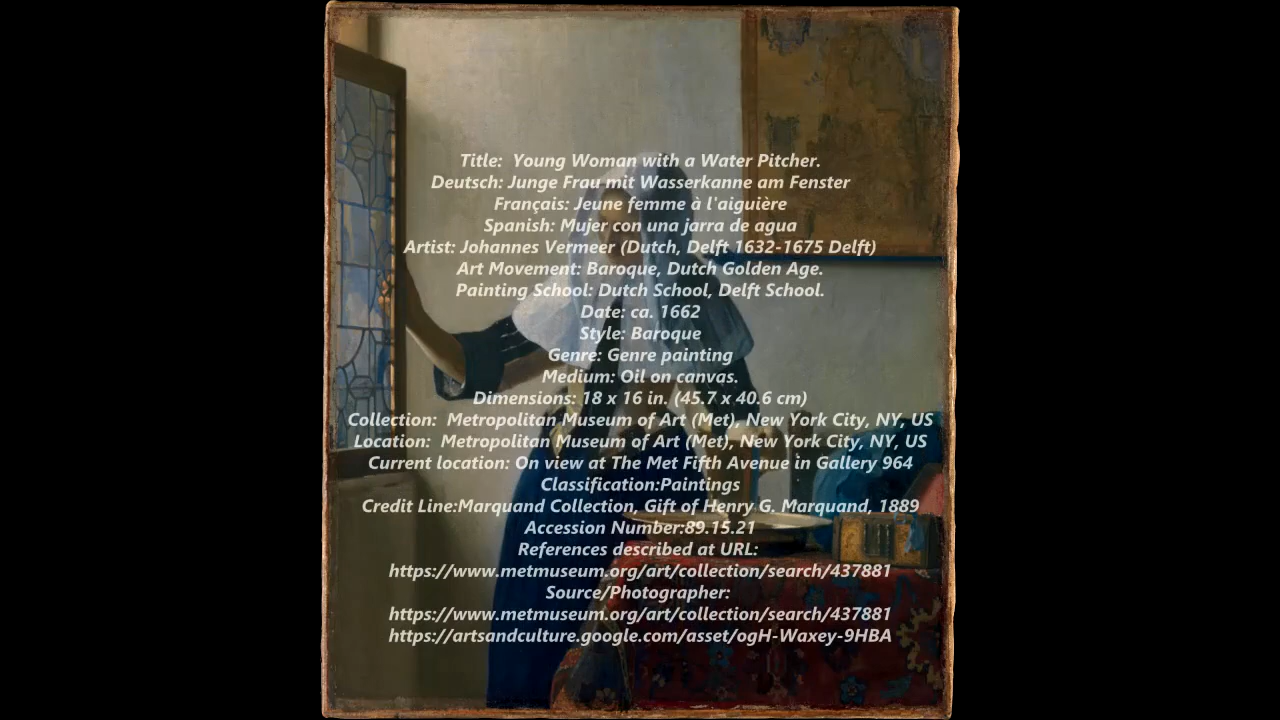 Title:  Young Woman with a Water Pitcher.
Deutsch: Junge Frau mit Wasserkanne am Fenster
Français: Jeune femme à l'aiguière
Spanish: Mujer con una jarra de agua
Artist: Johannes Vermeer (Dutch, Delft 1632-1675 Delft)
Art Movement: Baroque, Dutch Golden Age.
Painting School: Dutch School, Delft School.
Date: ca. 1662
Style: Baroque
Genre: Genre painting
Medium: Oil on canvas.
Dimensions: 18 x 16 in. (45.7 x 40.6 cm)
Collection:  Metropolitan Museum of Art (Met), New York City, NY, US
Location:  Metropolitan Museum of Art (Met), New York City, NY, US
Current location: On view at The Met Fifth Avenue in Gallery 964
Classification:Paintings
Credit Line:Marquand Collection, Gift of Henry G. Marquand, 1889
Accession Number:89.15.21
References described at URL:
https://www.metmuseum.org/art/collection/search/437881
Source/Photographer:
https://www.metmuseum.org/art/collection/search/437881
https://artsandculture.google.com/asset/ogH-Waxey-9HBA